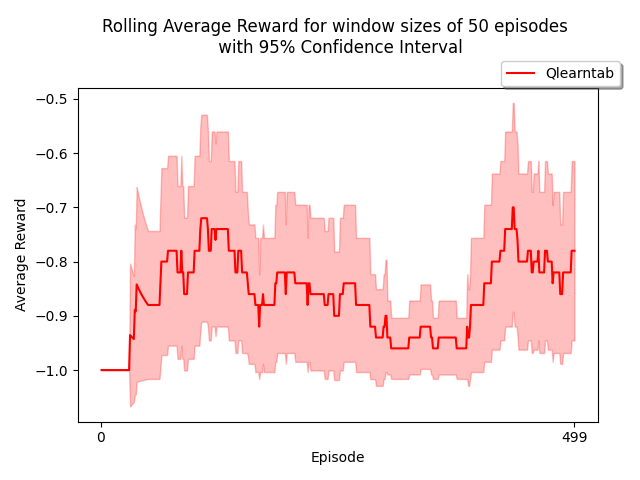 Rolling Average Reward for window sizes of 50 episodes
with 95% Confidence Interval
Qlearntab
−0.5
−0.6
−0.7
−0.8
−0.9
−1.0
Average Reward
0
499
Episode